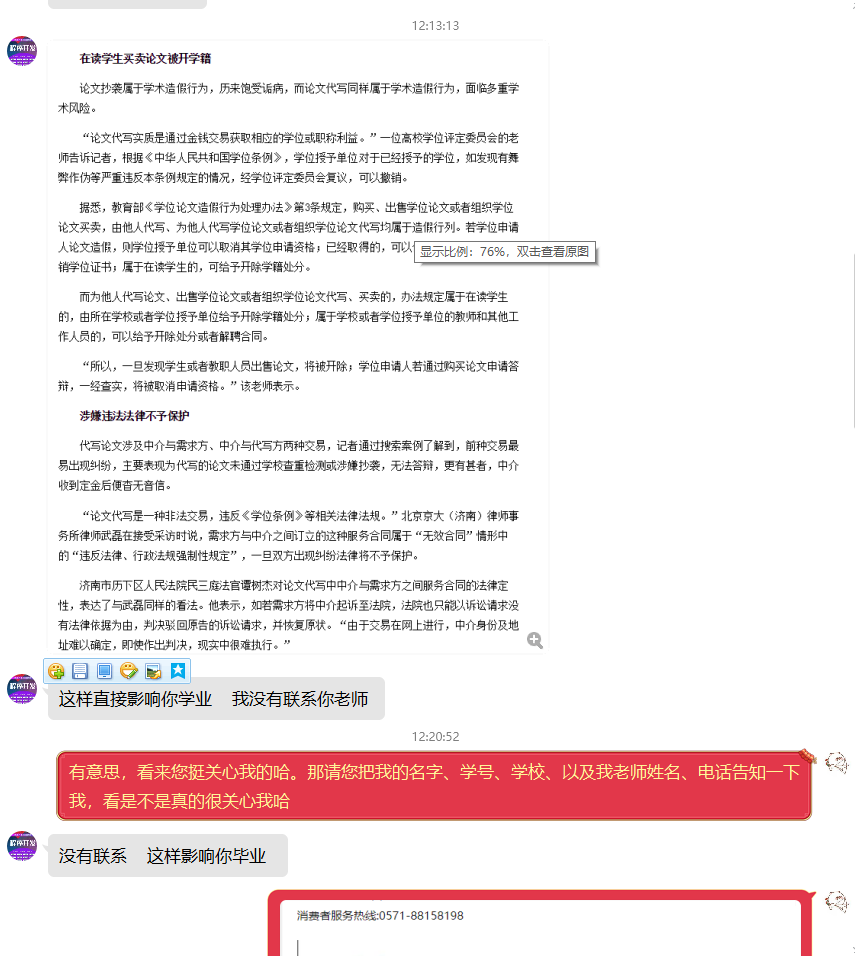 12:13:13
在读学生买卖论文被开学籍
论文抄袭属于学术造假行为，历来饱受诟病，而论文代写同样属于学术造假行为，面临多重学
术风险。
“论文代写实质是通过金钱交易获取相应的学位或职称利益。”一位高校学位评定委员会的老
师告诉记者，根据《中华人民共和国学位条例》，学位授予单位对于已经授予的学位，如发现有舞
弊作伪等严重违反本条例规定的情况，经学位评定委员会复议，可以撤销。
据悉，教育部《学位论文造假行为处理办法》第3条规定，购买、出售学位论文或者组织学位
论文买卖，由他人代写、为他人代写学位论文或者组织学位论文代写均属于造假行列。若学位申请
人论文造假，则学位授予单位可以取消其学位申请资格；已经取得的，可以
显示比例：76%，双击查看原图
销学位证书；属于在读学生的，可给予开除学籍处分。
而为他人代写论文、出售学位论文或者组织学位论文代写、买卖的，办法规定属于在读学生
的，由所在学校或者学位授予单位给予开除学籍处分；属于学校或者学位授予单位的教师和其他工
作人员的，可以给予开除处分或者解聘合同。
“所以，一旦发现学生或者教职人员出售论文，将被开除；学位申请人若通过购买论文申请答
辩，一经查实，将被取消申请资格。”该老师表示。
涉嫌违法法律不予保护
代写论文涉及中介与需求方、中介与代写方两种交易，记者通过搜索案例了解到，前种交易最
易出现纠纷，主要表现为代写的论文未通过学校查重检测或涉嫌抄袭，无法答辩，更有甚者，中介
收到定金后便杳无音信。
“论文代写是一种非法交易，违反《学位条例》等相关法律法规。”北京京大（济南）律师事
务所律师武磊在接受采访时说，需求方与中介之间订立的这种服务合同属于“无效合同”情形中
的“违反法律、行政法规强制性规定”，一旦双方出现纠纷法律将不予保护。
济南市历下区人民法院民三庭法官谭树杰对论文代写中中介与需求方之间服务合同的法律定
性，表达了与武磊同样的看法。他表示，如若需求方将中介起诉至法院，法院也只能以诉讼请求没
有法律依据为由，判决驳回原告的诉讼请求，并恢复原状。“由于交易在网上进行，中介身份及地
址难以确定，即使作出判决，现实中很难执行。”
这样直接影响你学业 我没有联系你老师
12:20:52
有意思，看来您挺关心我的哈。那请您把我的名字、学号、学校、以及我老师姓名、电话告知一下
我，看是不是真的很关心我哈
没有联系 这样影响你毕业
消费者服务热线:0571-88158198